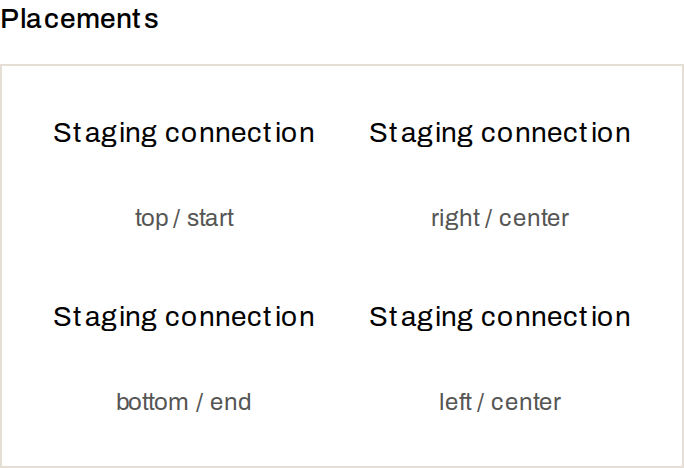 Placements
Staging connection
Staging connection
top / start
right / center
Staging connection
Staging connection
bottom / end
left / center